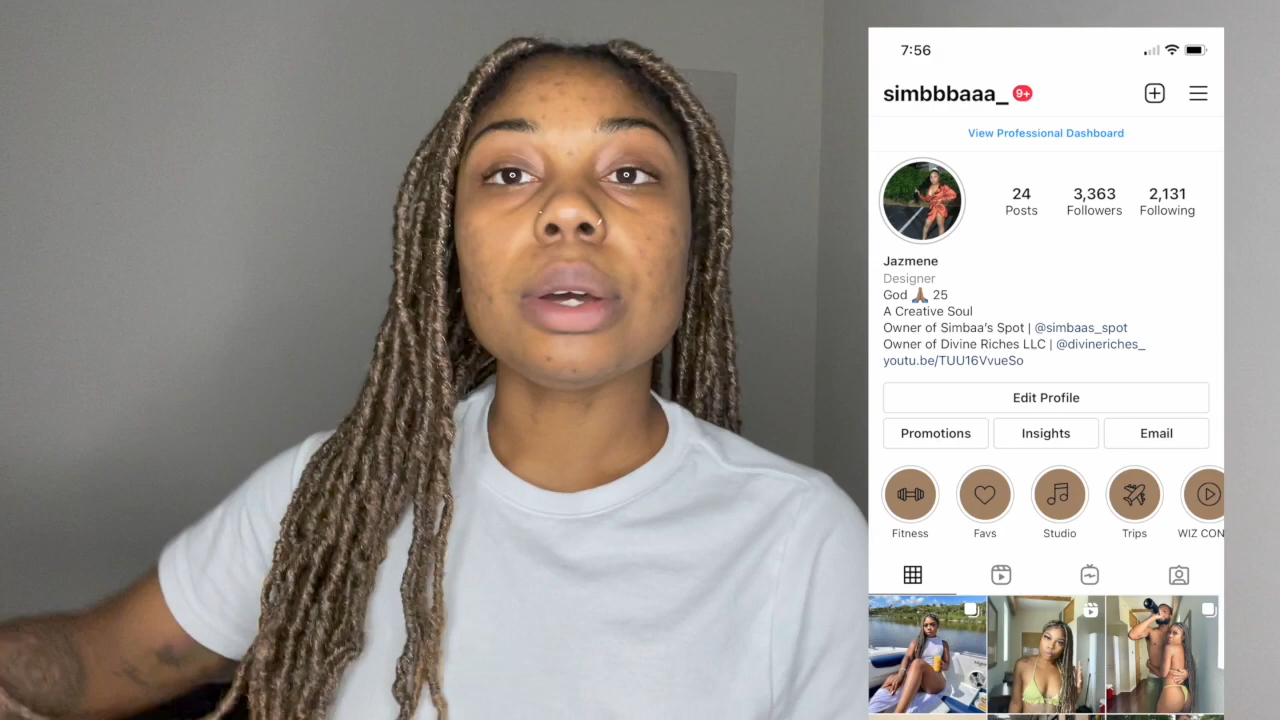 7:56
simbbbaaa_ 9+
View Professional Dashboard
24 3,363 2,131
Posts Followers Following
Jazmene
Designer
God 🙏🏾 25
A Creative Soul
Owner of Simbaa's Spot | @simbaas_spot
Owner of Divine Riches LLC | @divineriches_
youtu.be/TUU16VvueSo
Edit Profile
Promotions Insights Email
Fitness Favs Studio Trips WIZ CON